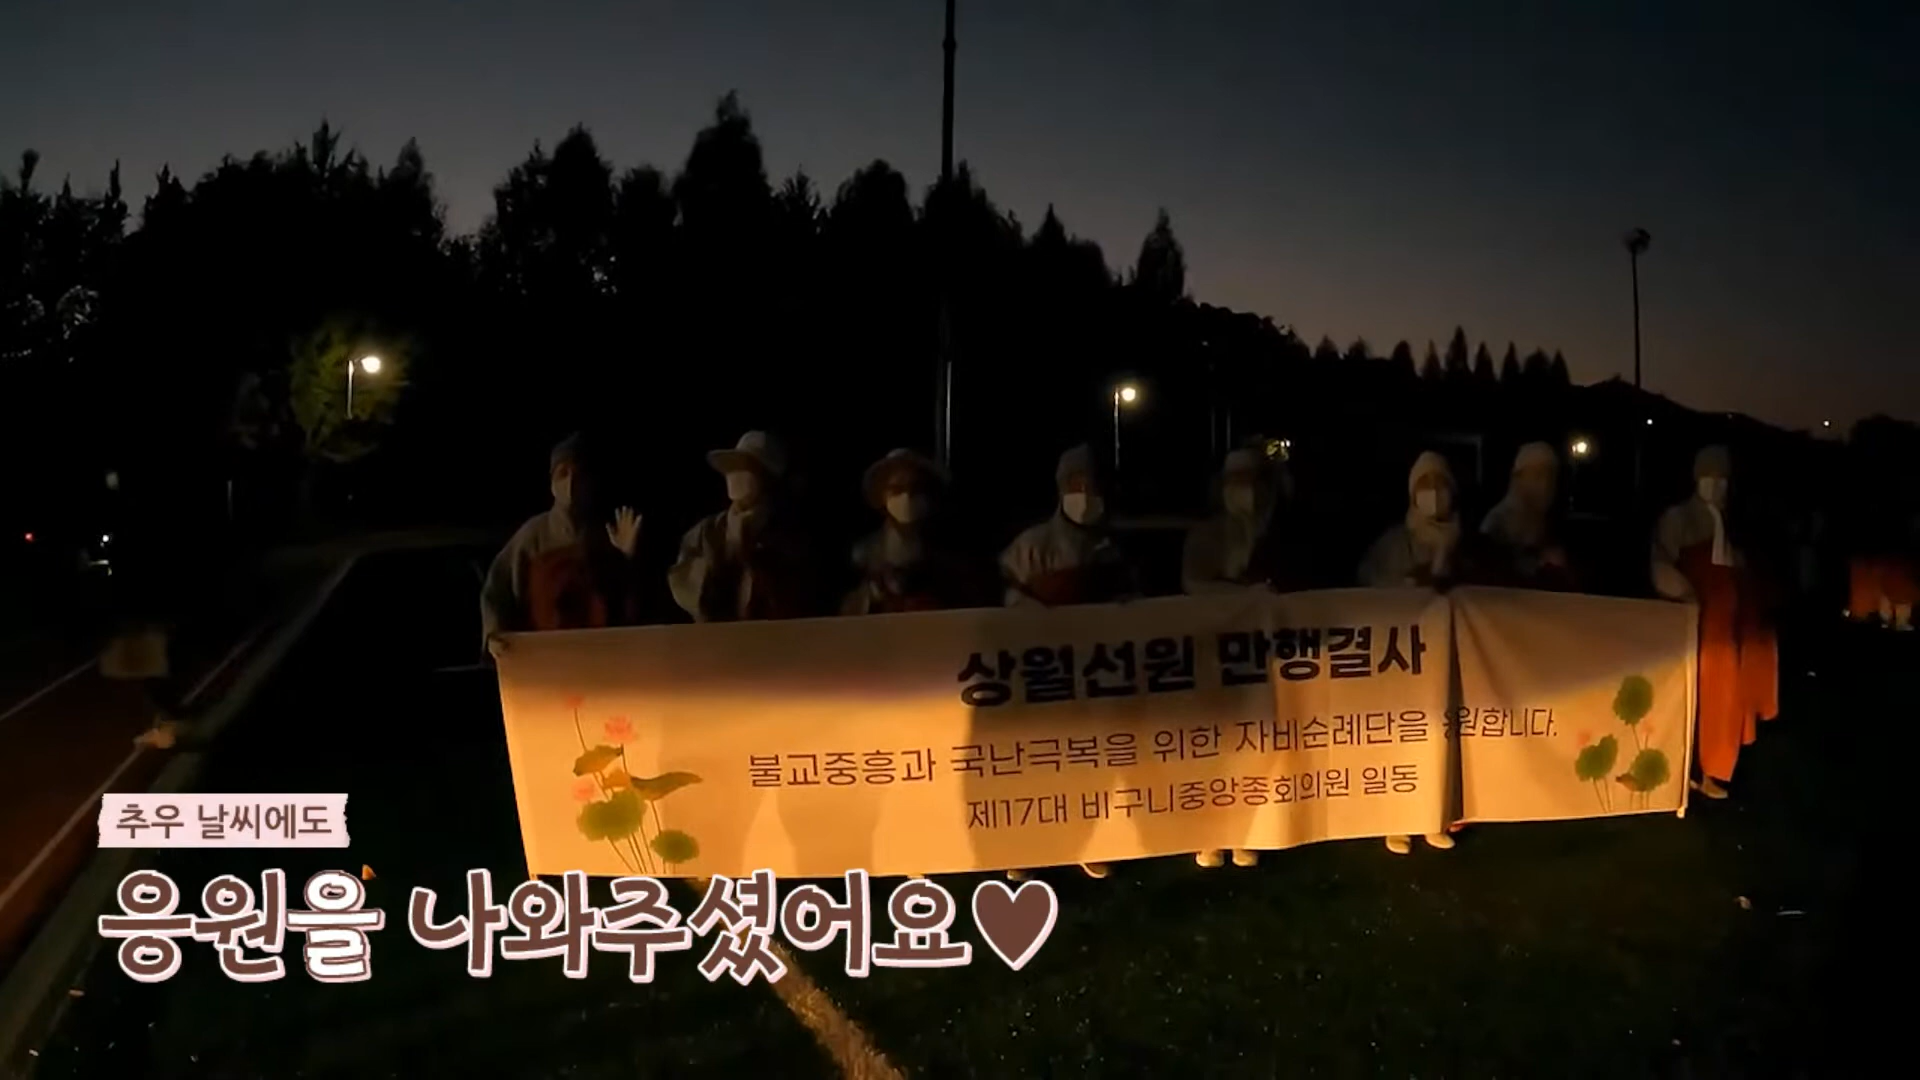 상월선원 만행결사
불교중흥과 국난극복을 위한 자비순례단을 응원합니다.
제17대 비구니중앙종회의원 일동
추우 날씨에도
응원을 나와주셨어요♥